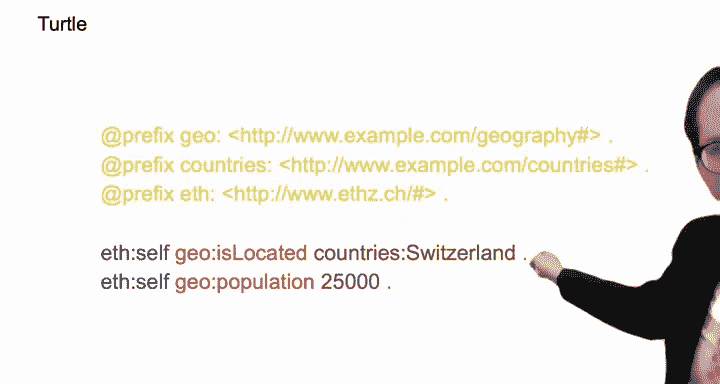 Turtle
@prefix geo: <http://www.example.com/geography#> .
@prefix countries: <http://www.example.com/countries#> .
@prefix eth: <http://www.ethz.ch/#> .
eth:self geo:isLocated countries:Switzerland .
eth:self geo:population 25000 .